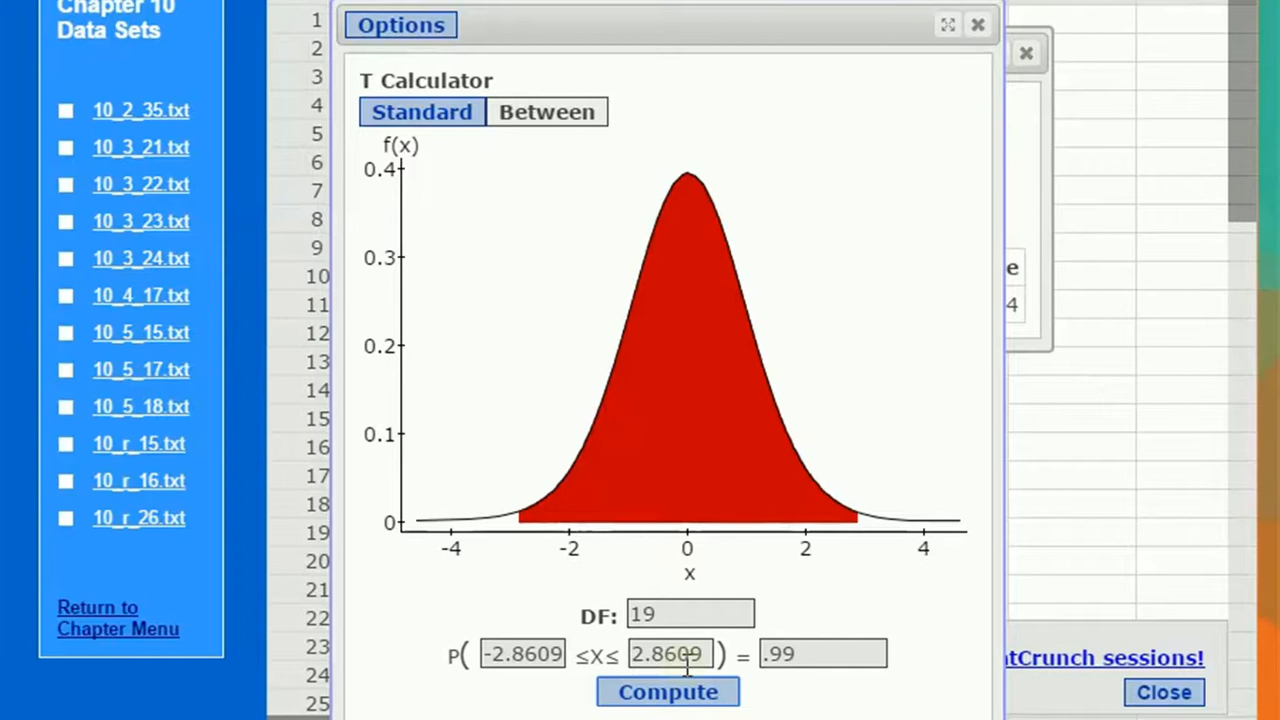 Chapter 10
Data Sets
10_2_35.txt
10_3_21.txt
10_3_22.txt
10_3_23.txt
10_3_24.txt
10_4_17.txt
10_5_15.txt
10_5_17.txt
10_5_18.txt
10_r_15.txt
10_r_16.txt
10_r_26.txt
Return to
Chapter Menu
1
2
3
4
5
6
7
8
9
10
11
12
13
14
15
16
17
18
19
20
21
22
23
24
25
Options
T Calculator
Standard Between
f(x)
0.4
0.3
0.2
0.1
0
-4 -2 0 2 4
x
DF: 19
P( -2.8609 ≤X≤ 2.8609 ) = .99
Compute
e
4
tCrunch sessions!
Close